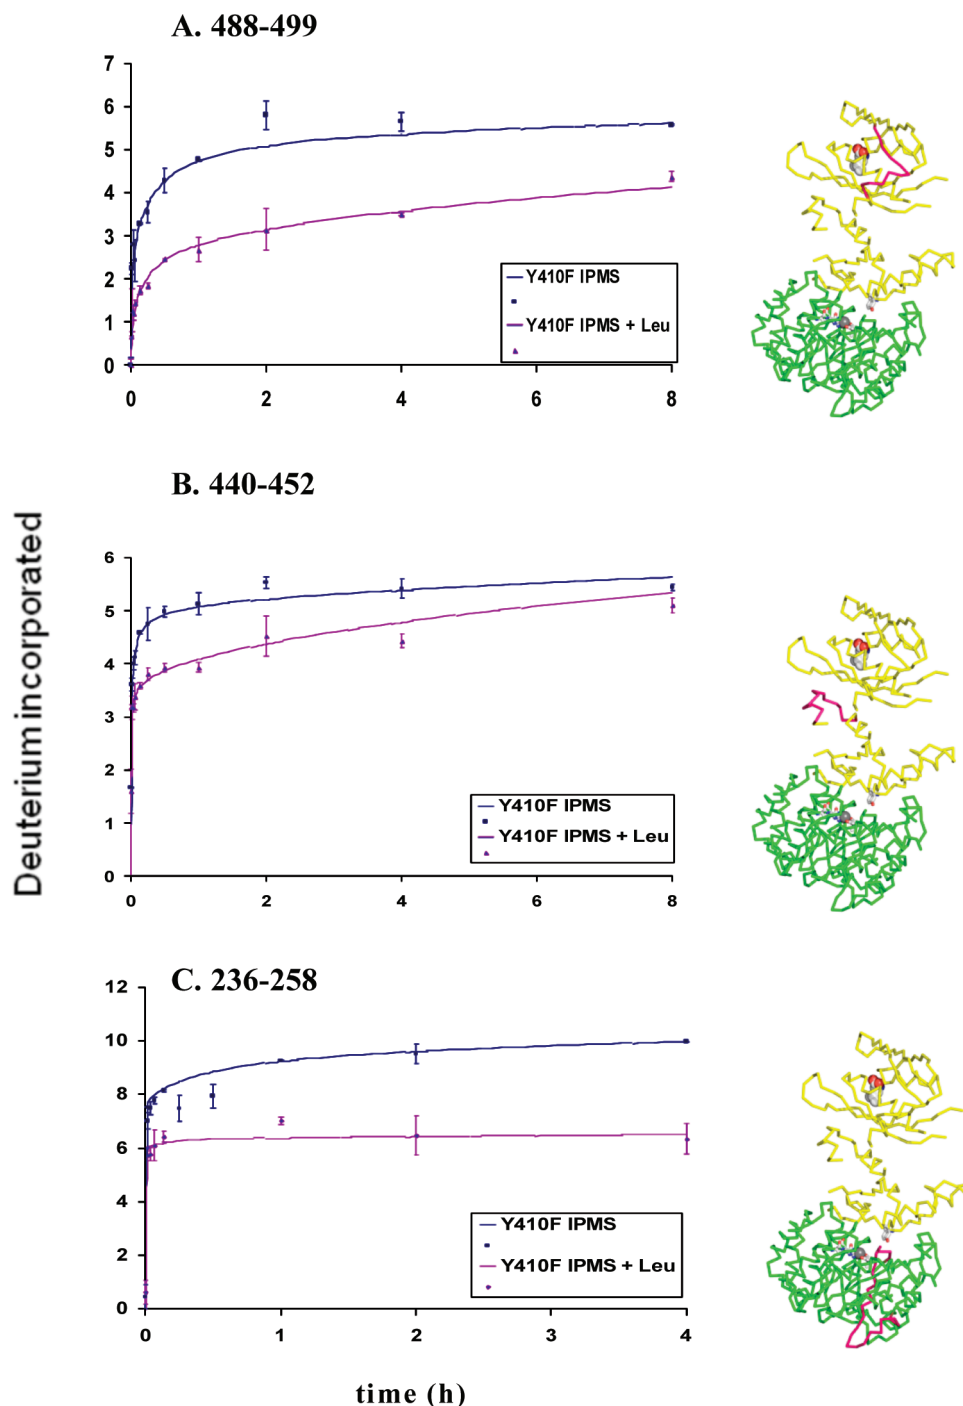 A. 488-499
7
6
5
4
3
2
1
0
Y410F IPMS
Y410F IPMS + Leu
0 2 4 6 8
B. 440-452
Deuterium incorporated
6
5
4
3
2
1
0
Y410F IPMS
Y410F IPMS + Leu
0 2 4 6 8
C. 236-258
12
10
8
6
4
2
0
Y410F IPMS
Y410F IPMS + Leu
0 1 2 3 4
time (h)